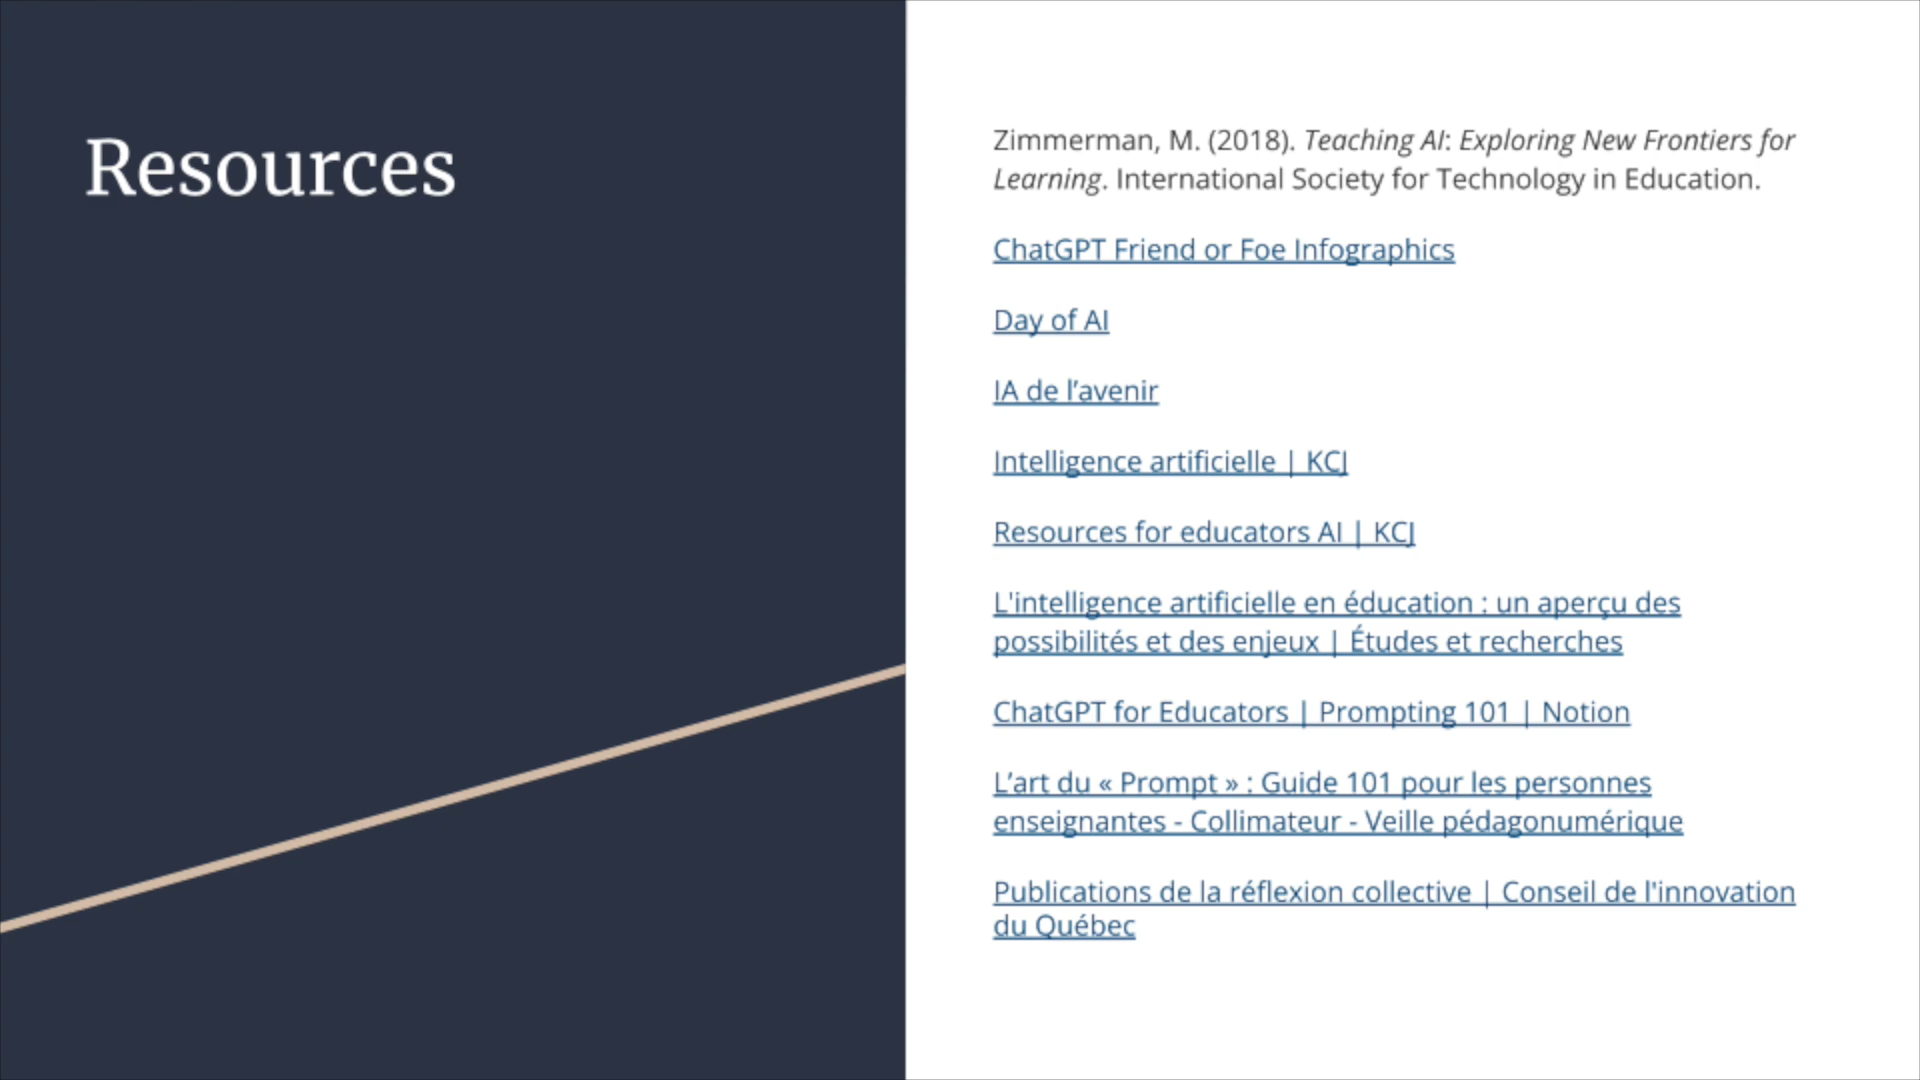 Resources
Zimmerman, M. (2018). Teaching AI: Exploring New Frontiers for
Learning. International Society for Technology in Education.
ChatGPT Friend or Foe Infographics
Day of AI
IA de l’avenir
Intelligence artificielle | KCJ
Resources for educators AI | KCJ
L'intelligence artificielle en éducation : un aperçu des
possibilités et des enjeux | Études et recherches
ChatGPT for Educators | Prompting 101 | Notion
L’art du « Prompt » : Guide 101 pour les personnes
enseignantes - Collimateur - Veille pédagonumérique
Publications de la réflexion collective | Conseil de l'innovation
du Québec